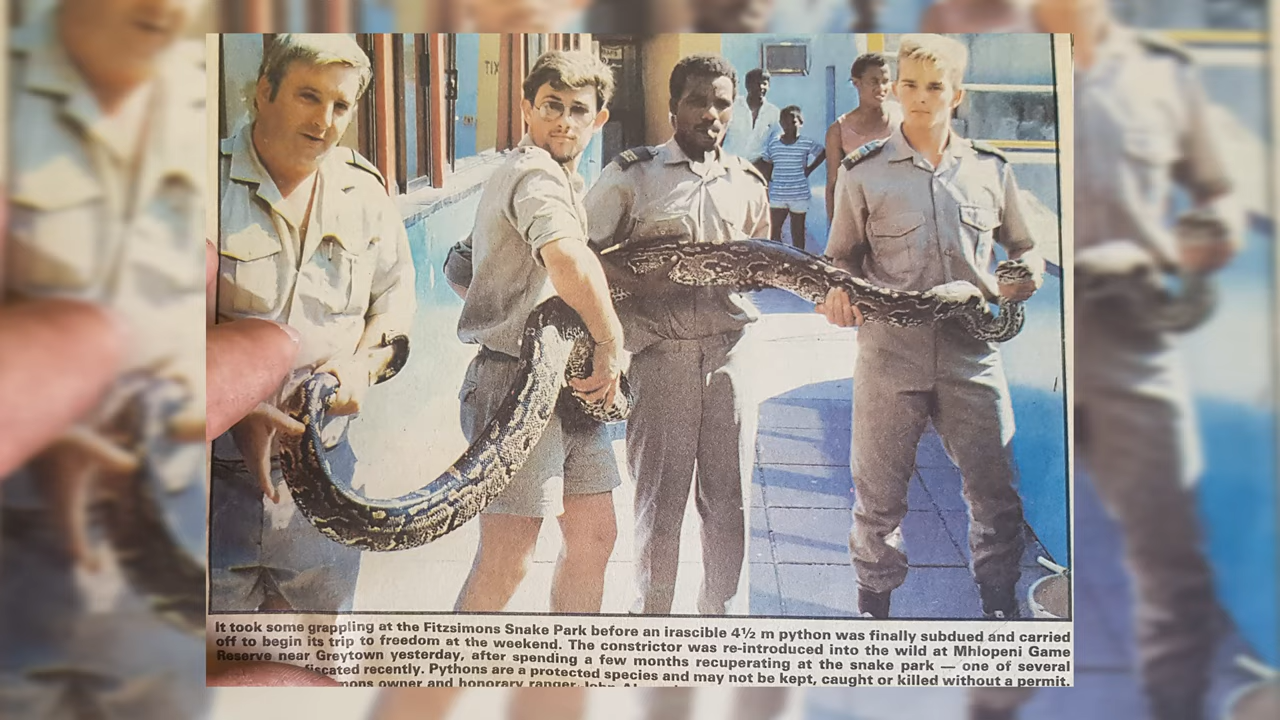 TIX
It took some grappling at the Fitzsimons Snake Park before an irascible 4½ m python was finally subdued and carried
off to begin its trip to freedom at the weekend. The constrictor was re-introduced into the wild at Mhlopeni Game
Reserve near Greytown yesterday, after spending a few months recuperating at the snake park — one of several
fiscated recently. Pythons are a protected species and may not be kept, caught or killed without a permit.
mons owner and honorary ranger John